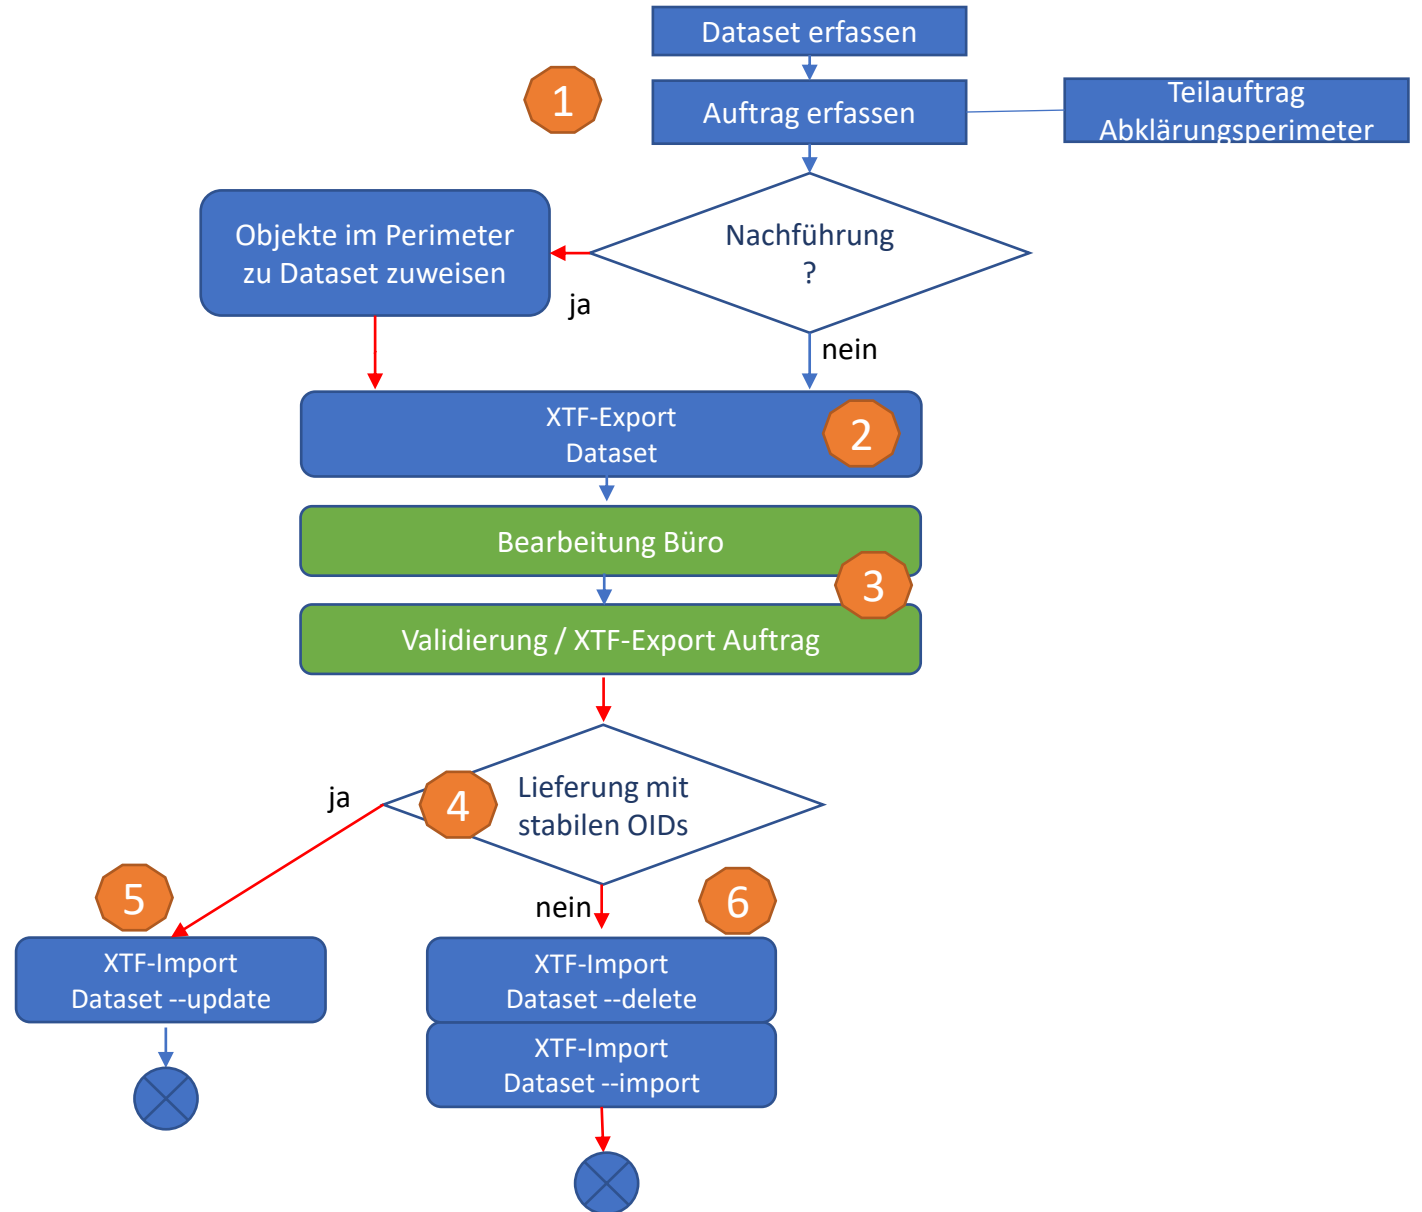 Dataset erfassen
1
Auftrag erfassen
Teilauftrag
Abklärungsperimeter
Objekte im Perimeter
zu Dataset zuweisen
Nachführung
?
ja
nein
XTF-Export
Dataset
2
Bearbeitung Büro
3
Validierung / XTF-Export Auftrag
ja
4
Lieferung mit
stabilen OIDs
5
nein
6
XTF-Import
Dataset --update
XTF-Import
Dataset --delete
XTF-Import
Dataset --import